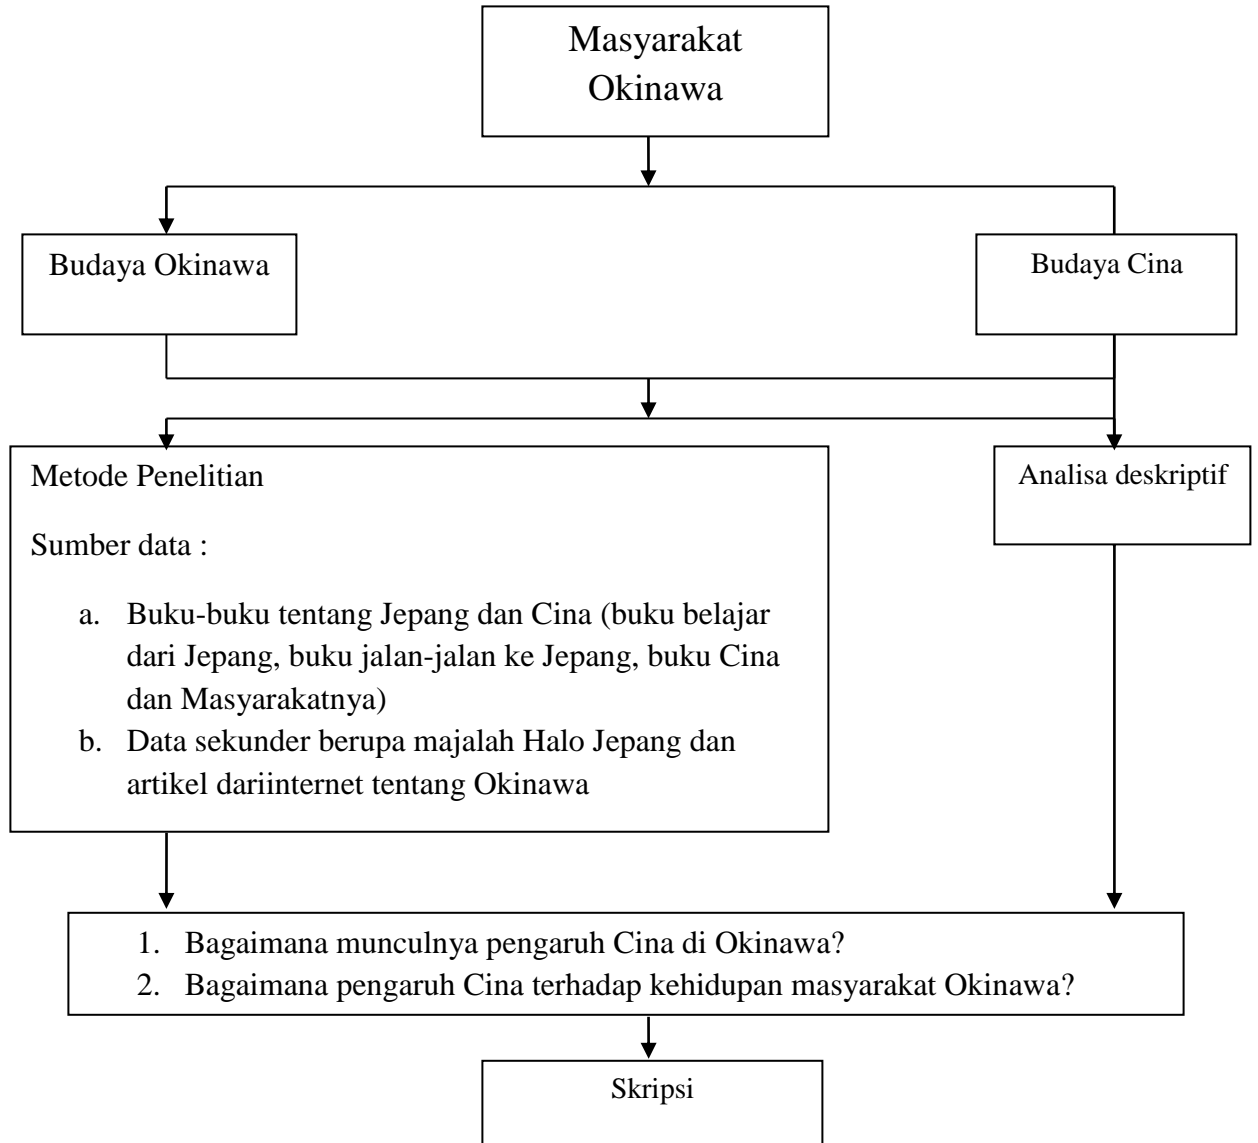 Masyarakat
Okinawa
Budaya Okinawa
Budaya Cina
Metode Penelitian
Sumber data :
a. Buku-buku tentang Jepang dan Cina (buku belajar
dari Jepang, buku jalan-jalan ke Jepang, buku Cina
dan Masyarakatnya)
b. Data sekunder berupa majalah Halo Jepang dan
artikel dariinternet tentang Okinawa
Analisa deskriptif
1. Bagaimana munculnya pengaruh Cina di Okinawa?
2. Bagaimana pengaruh Cina terhadap kehidupan masyarakat Okinawa?
Skripsi